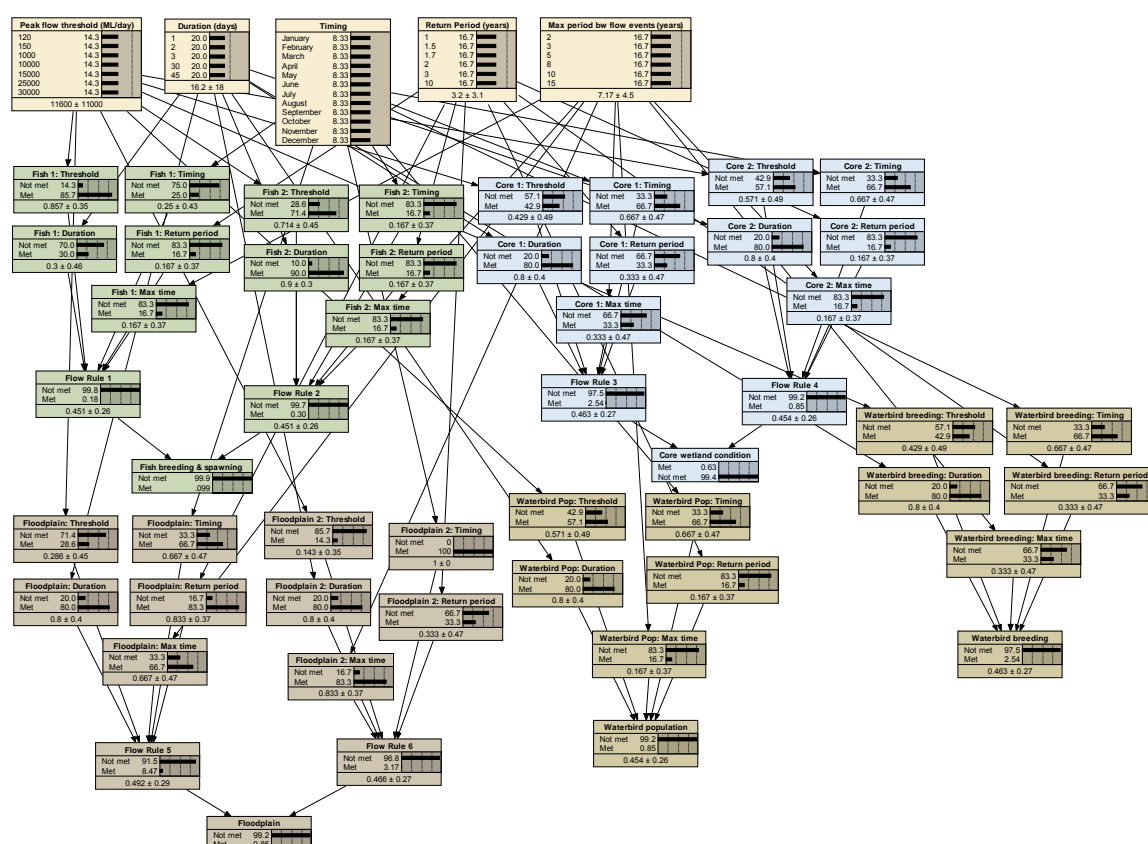 Peak flow threshold (ML/day)
120 14.3
150 14.3
1000 14.3
10000 14.3
15000 14.3
25000 14.3
30000 14.3
11600 ± 11000
Duration (days)
1 20.0
2 20.0
3 20.0
30 20.0
45 20.0
16.2 ± 18
Timing
January 8.33
February 8.33
March 8.33
April 8.33
May 8.33
June 8.33
July 8.33
August 8.33
September 8.33
October 8.33
November 8.33
December 8.33
Return Period (years)
1 16.7
1.5 16.7
1.7 16.7
2 16.7
3 16.7
10 16.7
3.2 ± 3.1
Max period bw flow events (years)
2 16.7
3 16.7
5 16.7
8 16.7
10 16.7
15 16.7
7.17 ± 4.5
Fish 1: Threshold
Not met 14.3
Met 85.7
0.857 ± 0.35
Fish 1: Timing
Not met 75.0
Met 25.0
0.25 ± 0.43
Fish 2: Threshold
Not met 28.6
Met 71.4
0.714 ± 0.45
Fish 2: Timing
Not met 83.3
Met 16.7
0.167 ± 0.37
Core 1: Threshold
Not met 57.1
Met 42.9
0.429 ± 0.49
Core 1: Timing
Not met 33.3
Met 66.7
0.667 ± 0.47
Core 2: Threshold
Not met 42.9
Met 57.1
0.571 ± 0.49
Core 2: Timing
Not met 33.3
Met 66.7
0.667 ± 0.47
Fish 1: Duration
Not met 70.0
Met 30.0
0.3 ± 0.46
Fish 1: Return period
Not met 83.3
Met 16.7
0.167 ± 0.37
Fish 2: Duration
Not met 10.0
Met 90.0
0.9 ± 0.3
Fish 2: Return period
Not met 83.3
Met 16.7
0.167 ± 0.37
Core 1: Duration
Not met 20.0
Met 80.0
0.8 ± 0.4
Core 1: Return period
Not met 66.7
Met 33.3
0.333 ± 0.47
Core 2: Duration
Not met 20.0
Met 80.0
0.8 ± 0.4
Core 2: Return period
Not met 83.3
Met 16.7
0.167 ± 0.37
Fish 1: Max time
Not met 83.3
Met 16.7
0.167 ± 0.37
Fish 2: Max time
Not met 83.3
Met 16.7
0.167 ± 0.37
Core 1: Max time
Not met 66.7
Met 33.3
0.333 ± 0.47
Core 2: Max time
Not met 83.3
Met 16.7
0.167 ± 0.37
Flow Rule 1
Not met 99.8
Met 0.18
0.451 ± 0.26
Flow Rule 2
Not met 99.7
Met 0.30
0.451 ± 0.26
Flow Rule 3
Not met 97.5
Met 2.54
0.463 ± 0.27
Flow Rule 4
Not met 99.2
Met 0.85
0.454 ± 0.26
Waterbird breeding: Threshold
Not met 57.1
Met 42.9
0.429 ± 0.49
Waterbird breeding: Timing
Not met 33.3
Met 66.7
0.667 ± 0.47
Fish breeding & spawning
Not met 99.9
Met .099
Core wetland condition
Met 0.63
Not met 99.4
Waterbird breeding: Duration
Not met 20.0
Met 80.0
0.8 ± 0.4
Waterbird breeding: Return period
Not met 66.7
Met 33.3
0.333 ± 0.47
Floodplain: Threshold
Not met 71.4
Met 28.6
0.286 ± 0.45
Floodplain: Timing
Not met 33.3
Met 66.7
0.667 ± 0.47
Floodplain 2: Threshold
Not met 85.7
Met 14.3
0.143 ± 0.35
Floodplain 2: Timing
Not met 0
Met 100
1 ± 0
Waterbird Pop: Threshold
Not met 42.9
Met 57.1
0.571 ± 0.49
Waterbird Pop: Timing
Not met 33.3
Met 66.7
0.667 ± 0.47
Waterbird breeding: Max time
Not met 66.7
Met 33.3
0.333 ± 0.47
Floodplain: Duration
Not met 20.0
Met 80.0
0.8 ± 0.4
Floodplain: Return period
Not met 16.7
Met 83.3
0.833 ± 0.37
Floodplain 2: Duration
Not met 20.0
Met 80.0
0.8 ± 0.4
Floodplain 2: Return period
Not met 66.7
Met 33.3
0.333 ± 0.47
Waterbird Pop: Duration
Not met 20.0
Met 80.0
0.8 ± 0.4
Waterbird Pop: Return period
Not met 83.3
Met 16.7
0.167 ± 0.37
Floodplain: Max time
Not met 33.3
Met 66.7
0.667 ± 0.47
Floodplain 2: Max time
Not met 16.7
Met 83.3
0.833 ± 0.37
Waterbird Pop: Max time
Not met 83.3
Met 16.7
0.167 ± 0.37
Waterbird breeding
Not met 97.5
Met 2.54
0.463 ± 0.27
Waterbird population
Not met 99.2
Met 0.85
0.454 ± 0.26
Flow Rule 5
Not met 91.5
Met 8.47
0.492 ± 0.29
Flow Rule 6
Not met 96.8
Met 3.17
0.466 ± 0.27
Floodplain
Not met 99.2